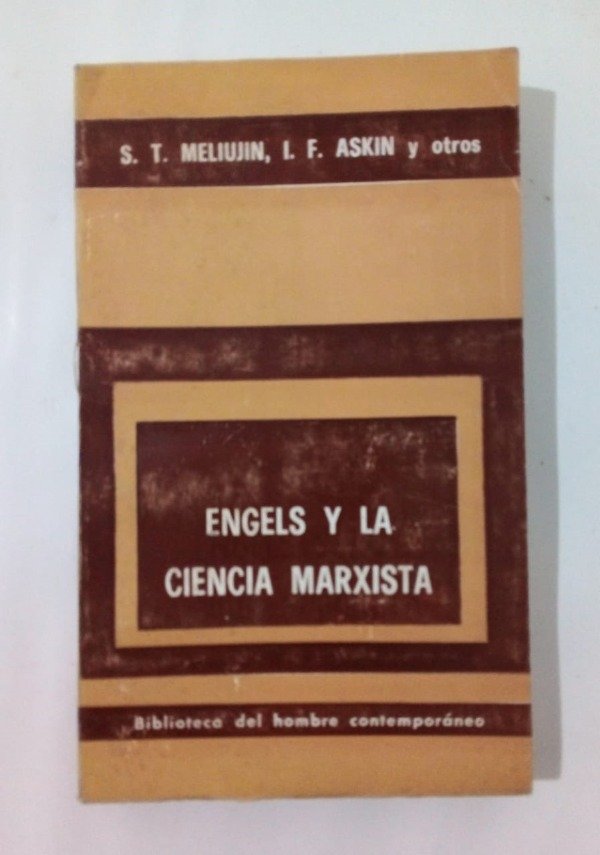 S. T. MELIUJIN, I. F. ASKIN y otros
ENGELS Y LA
CIENCIA MARXISTA
Biblioteca del hombre contemporáneo